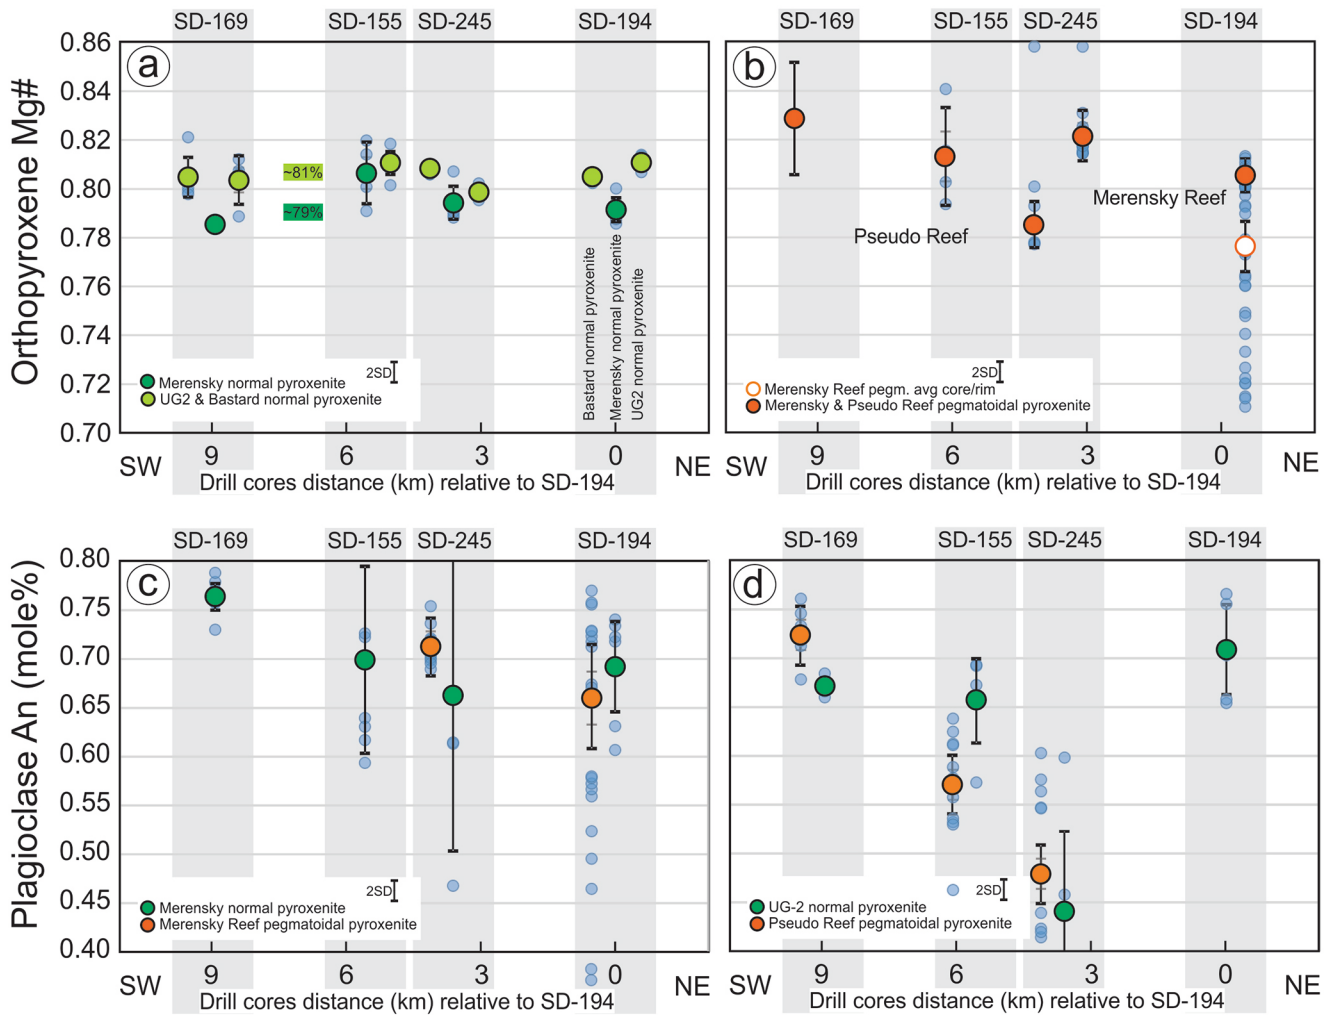 SD-169 SD-155 SD-245 SD-194
SD-169 SD-155 SD-245 SD-194
a
b
Orthopyroxene Mg#
0.86
0.84
0.82
0.80
0.78
0.76
0.74
0.72
0.70
~81%
~79%
Bastard normal pyroxenite
Merensky normal pyroxenite
UG2 normal pyroxenite
2SD
Merensky normal pyroxenite
UG2 & Bastard normal pyroxenite
Merensky Reef
Pseudo Reef
2SD
Merensky Reef pegm. avg core/rim
Merensky & Pseudo Reef pegmatoidal pyroxenite
SW 9 6 3 0 NE
Drill cores distance (km) relative to SD-194
SW 9 6 3 0 NE
Drill cores distance (km) relative to SD-194
SD-169 SD-155 SD-245 SD-194
SD-169 SD-155 SD-245 SD-194
c
d
Plagioclase An (mole%)
0.80
0.75
0.70
0.65
0.60
0.55
0.50
0.45
0.40
2SD
Merensky normal pyroxenite
Merensky Reef pegmatoidal pyroxenite
2SD
UG-2 normal pyroxenite
Pseudo Reef pegmatoidal pyroxenite
SW 9 6 3 0 NE
Drill cores distance (km) relative to SD-194
SW 9 6 3 0 NE
Drill cores distance (km) relative to SD-194